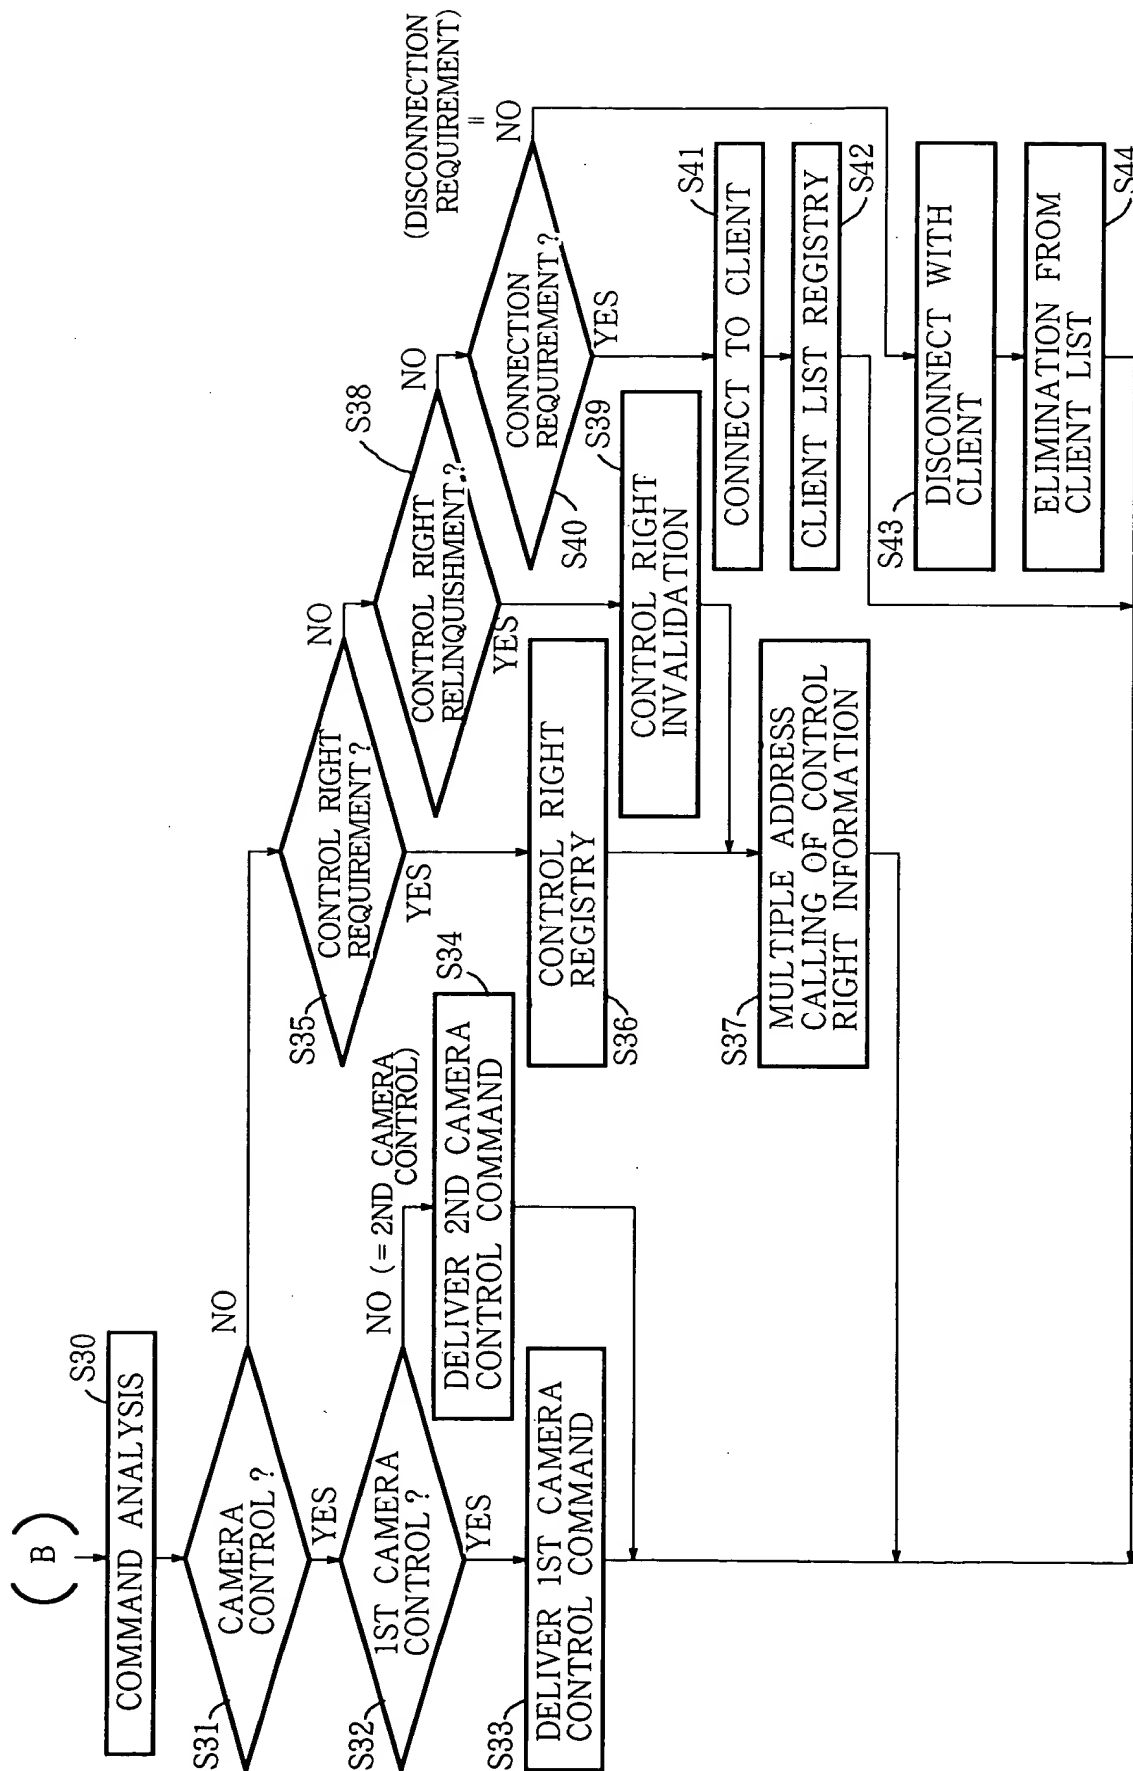 ( B )
COMMAND ANALYSIS
S30
CAMERA
CONTROL?
S31
NO
YES
1ST CAMERA
CONTROL?
S32
NO (= 2ND CAMERA
CONTROL)
YES
DELIVER 1ST CAMERA
CONTROL COMMAND
S33
DELIVER 2ND CAMERA
CONTROL COMMAND
S34
CONTROL RIGHT
REQUIREMENT?
S35
NO
YES
CONTROL RIGHT
REGISTRY
S36
MULTIPLE ADDRESS
CALLING OF CONTROL
RIGHT INFORMATION
S37
CONTROL RIGHT
RELINQUISHMENT?
S38
NO
YES
CONTROL RIGHT
INVALIDATION
S39
CONNECTION
REQUIREMENT?
S40
(DISCONNECTION
REQUIREMENT)
=
NO
YES
CONNECT TO CLIENT
S41
CLIENT LIST REGISTRY
S42
DISCONNECT WITH
CLIENT
S43
ELIMINATION FROM
CLIENT LIST
S44